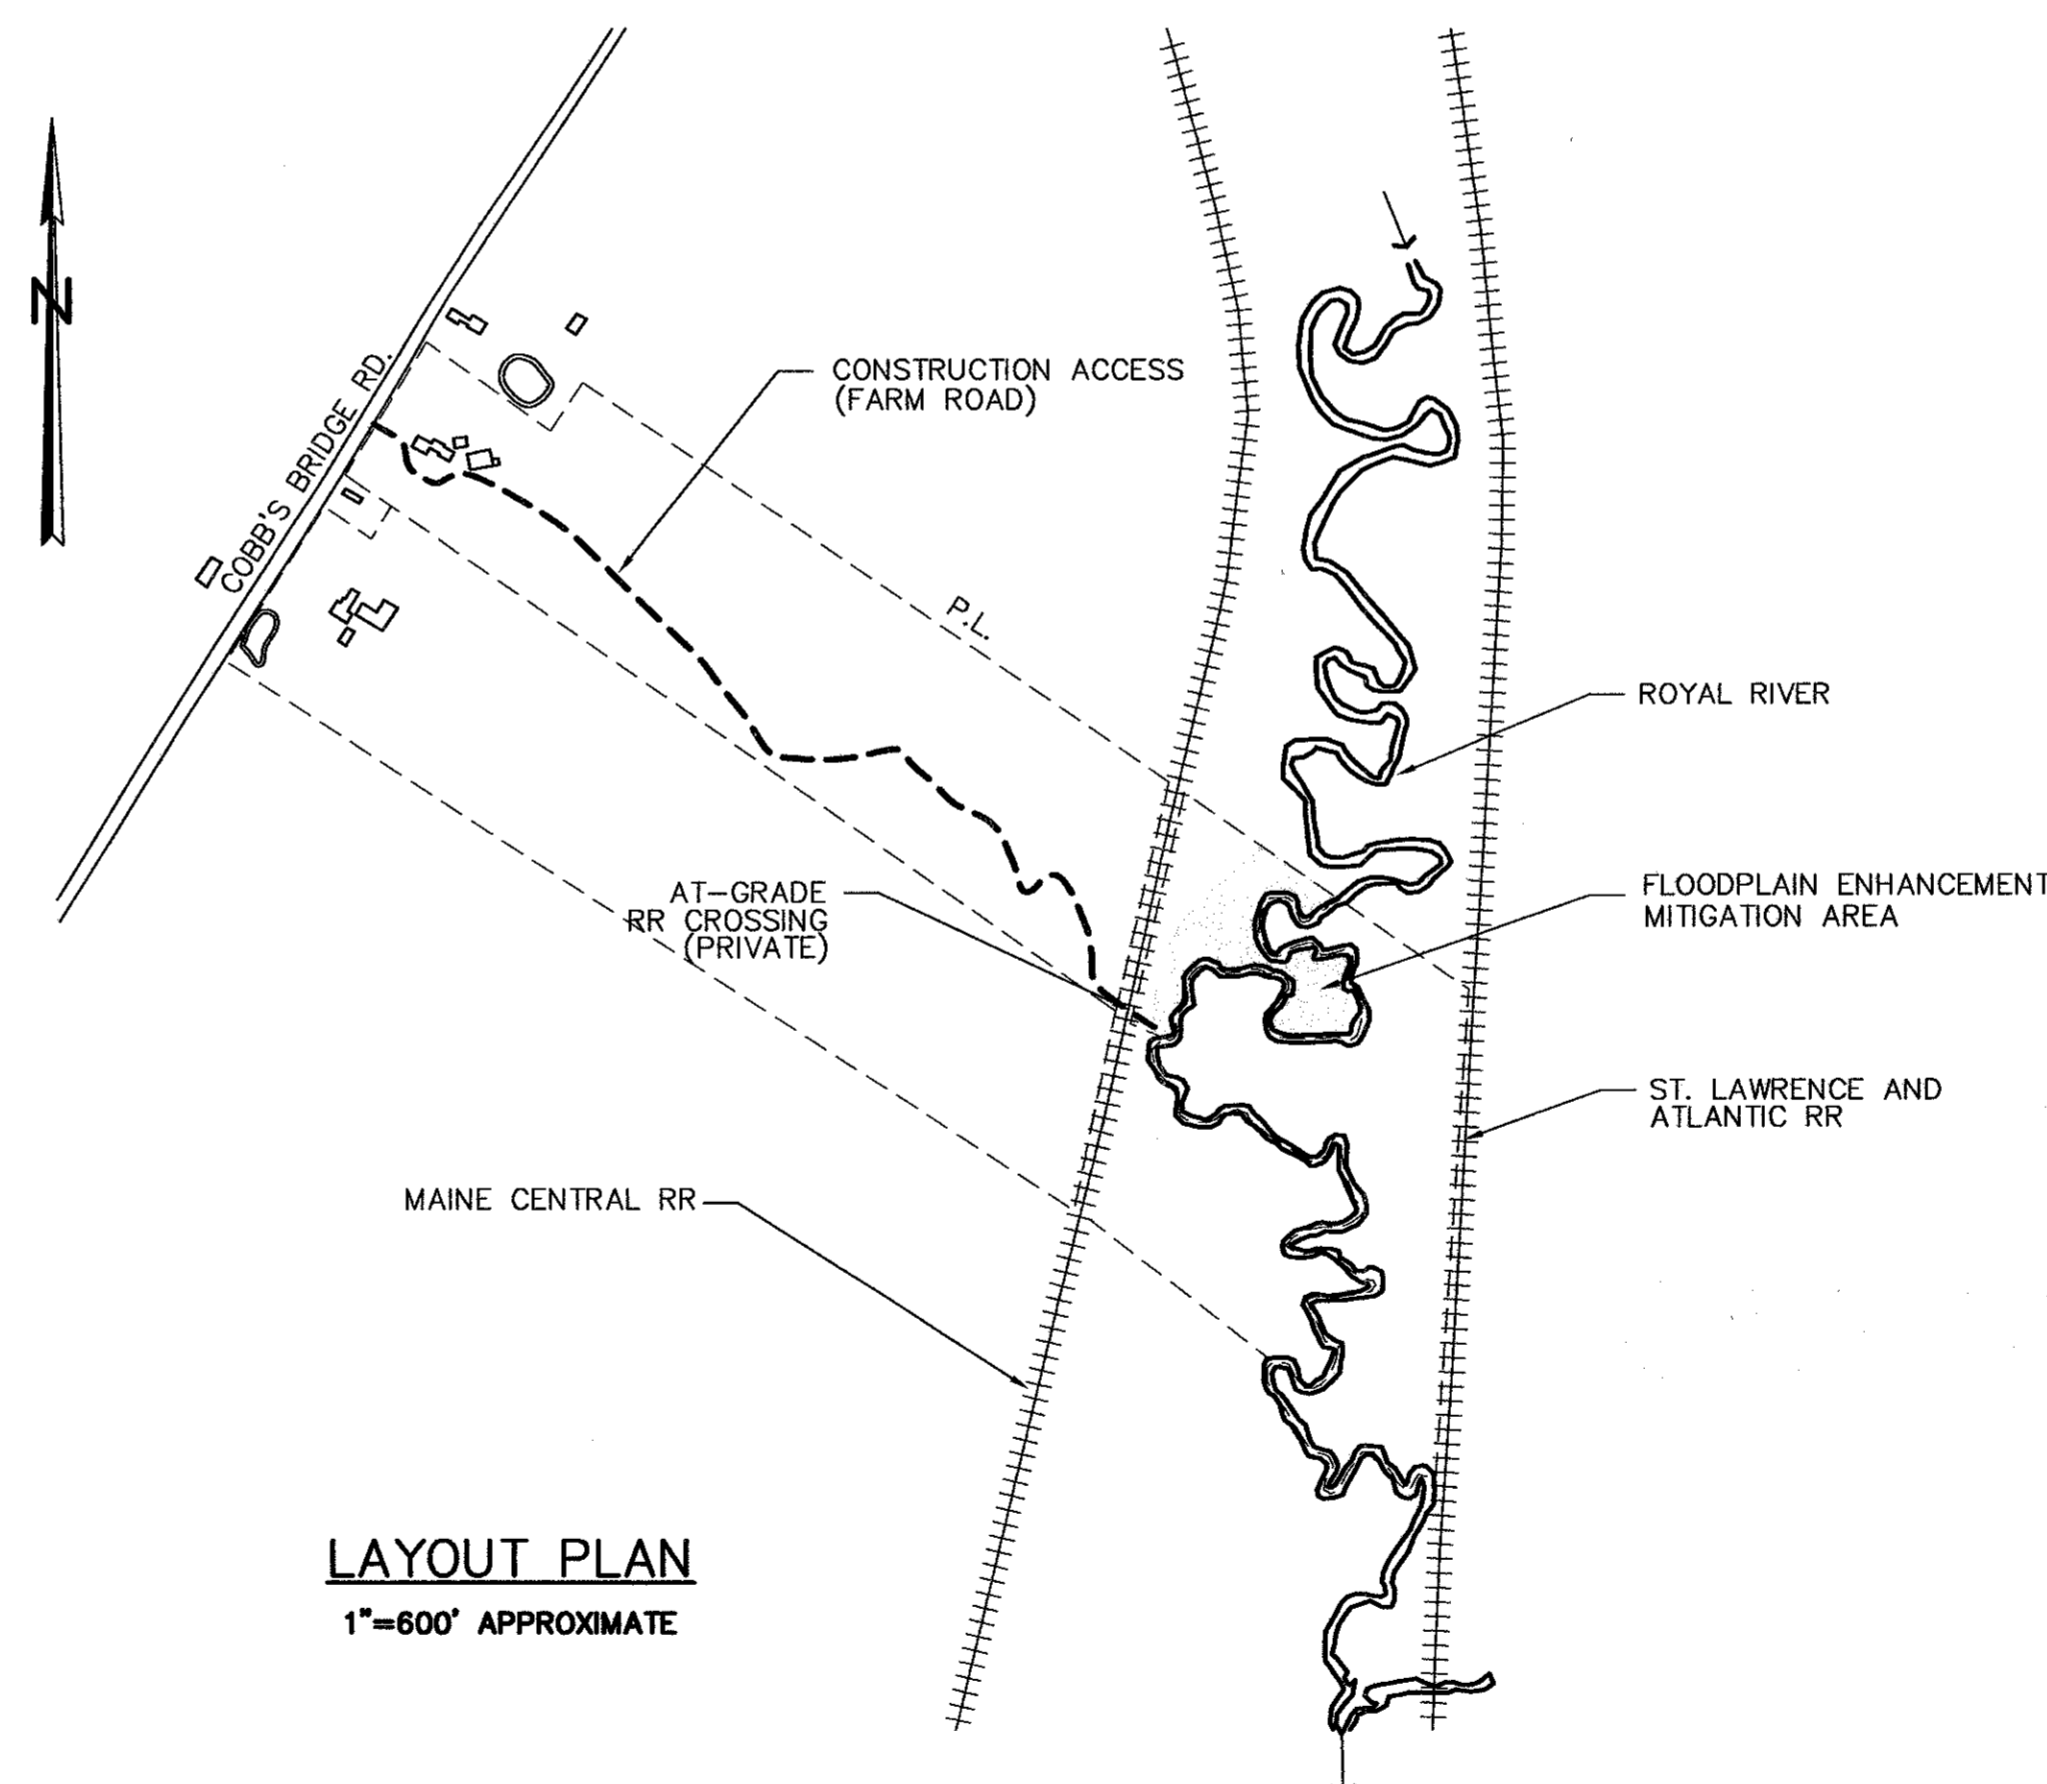 N
COBB'S BRIDGE RD.
CONSTRUCTION ACCESS
(FARM ROAD)
P.L.
ROYAL RIVER
AT-GRADE
RR CROSSING
(PRIVATE)
FLOODPLAIN ENHANCEMENT
MITIGATION AREA
ST. LAWRENCE AND
ATLANTIC RR
MAINE CENTRAL RR
LAYOUT PLAN
1"=600' APPROXIMATE